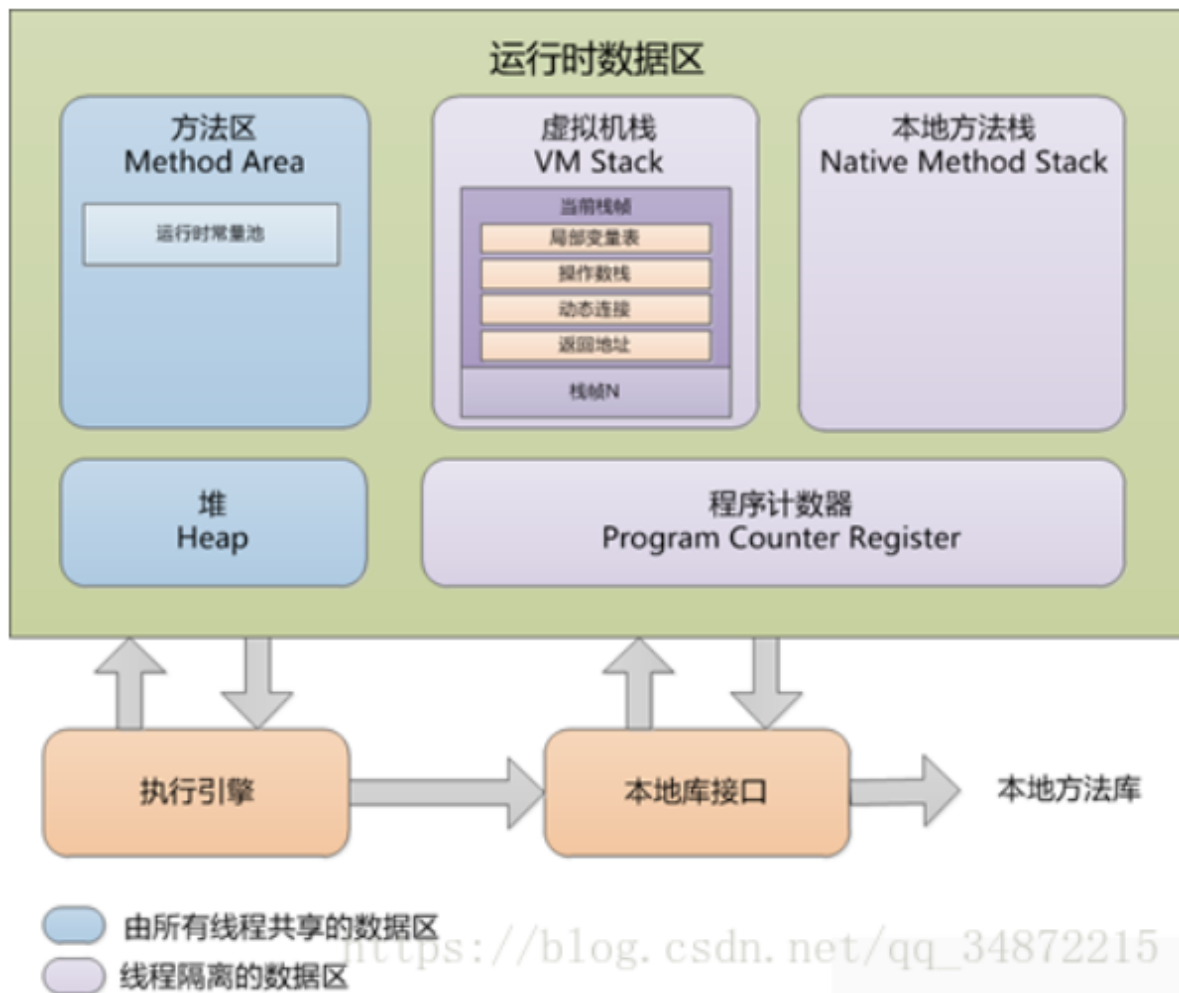 运行时数据区
方法区
Method Area
运行时常量池
虚拟机栈
VM Stack
当前栈帧
局部变量表
操作数栈
动态连接
返回地址
栈帧N
本地方法栈
Native Method Stack
堆
Heap
程序计数器
Program Counter Register
执行引擎
本地库接口
本地方法库
由所有线程共享的数据区
线程隔离的数据区
https://blog.csdn.net/qq_34872215